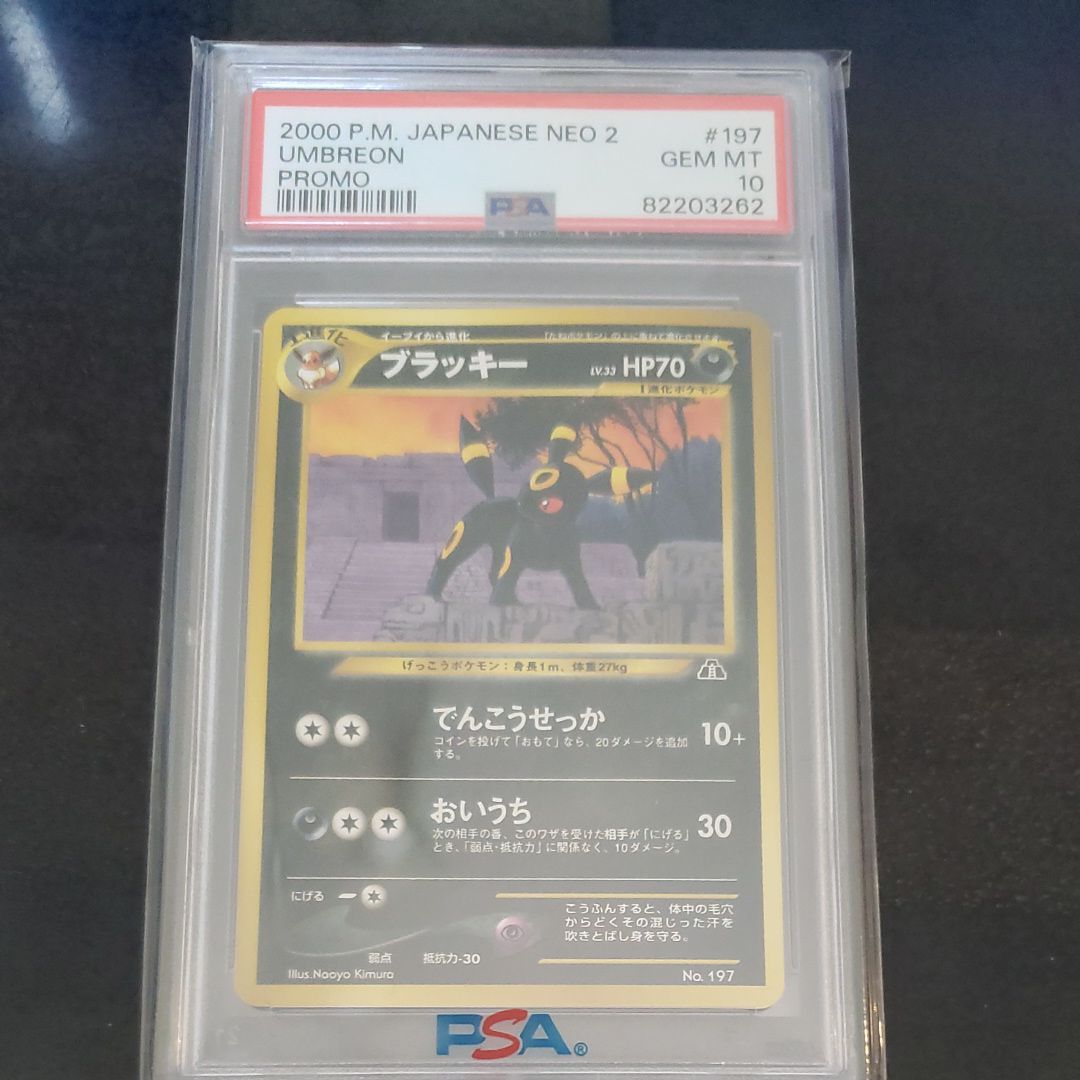 2000 P.M. JAPANESE NEO 2 #197
UMBREON GEM MT
PROMO 10
82203262
PSA
イーブイから進化
ブラッキー LV.33 HP70
1進化ポケモン
げっこうポケモン：身長1m、体重27kg
でんこうせっか 10+
コインを投げて「おもて」なら、20ダメージを追加
する。
おいうち 30
次の相手の番、このワザを受けた相手が「にげる」
とき、「弱点・抵抗力」に関係なく、10ダメージ。
にげる
こうふんすると、体中の毛穴
からどくその混じった汗を
吹きとばし身を守る。
弱点 抵抗力-30
Illus.Naoyo Kimura No. 197
PSA®